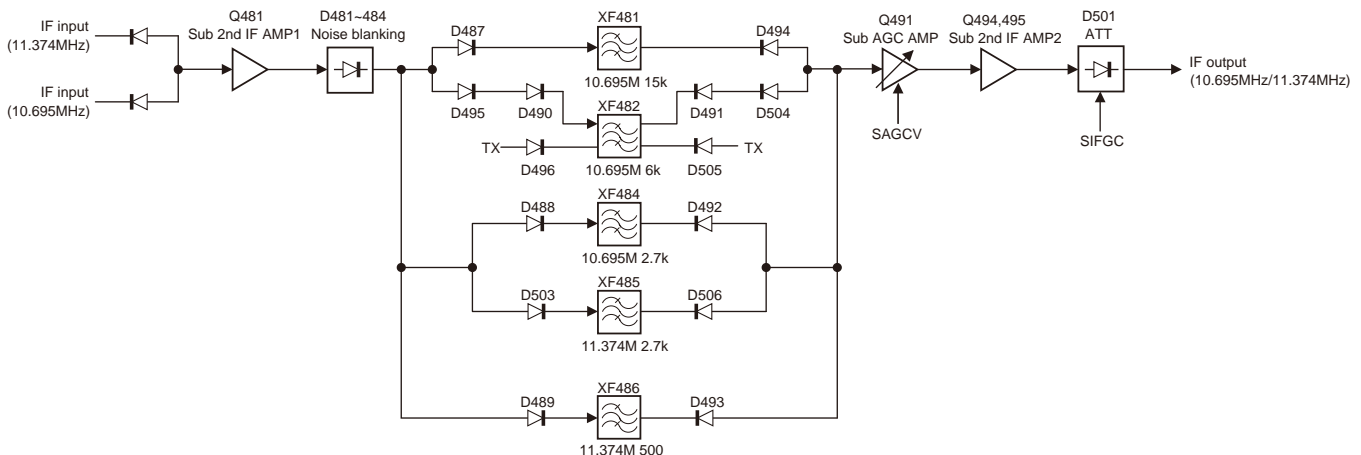 Q481
Sub 2nd IF AMP1
D481~484
Noise blanking
IF input
(11.374MHz)
IF input
(10.695MHz)
D487
XF481
10.695M 15k
D494
D495
D490
XF482
10.695M 6k
D491
D504
TX
D496
D505
TX
D488
XF484
10.695M 2.7k
D492
D503
XF485
11.374M 2.7k
D506
D489
XF486
11.374M 500
D493
Q491
Sub AGC AMP
SAGCV
Q494,495
Sub 2nd IF AMP2
D501
ATT
SIFGC
IF output
(10.695MHz/11.374MHz)